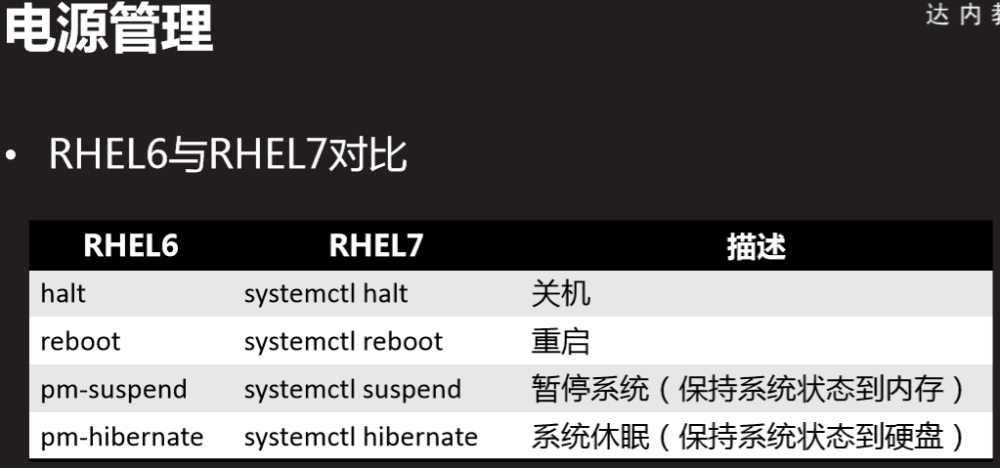 电源管理
达内教
• RHEL6与RHEL7对比
RHEL6 RHEL7 描述
halt systemctl halt 关机
reboot systemctl reboot 重启
pm-suspend systemctl suspend 暂停系统（保持系统状态到内存）
pm-hibernate systemctl hibernate 系统休眠（保持系统状态到硬盘）